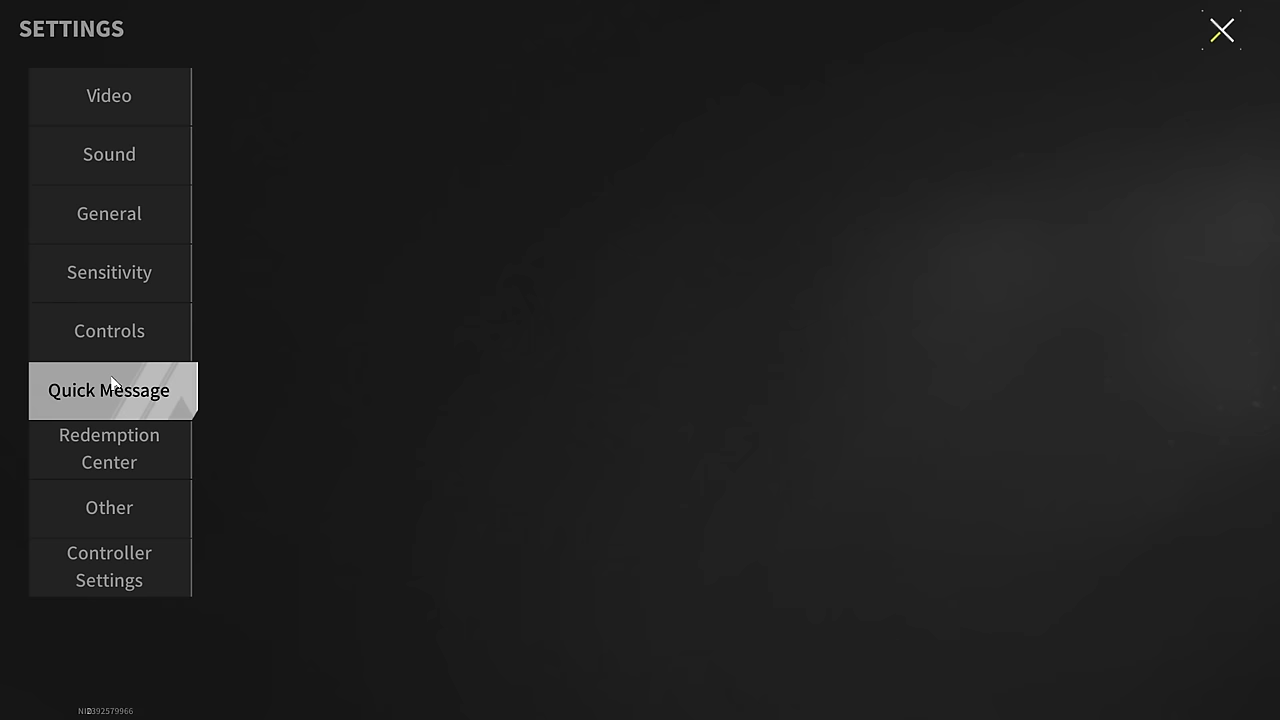 SETTINGS
Video
Sound
General
Sensitivity
Controls
Quick Message
Redemption
Center
Other
Controller
Settings